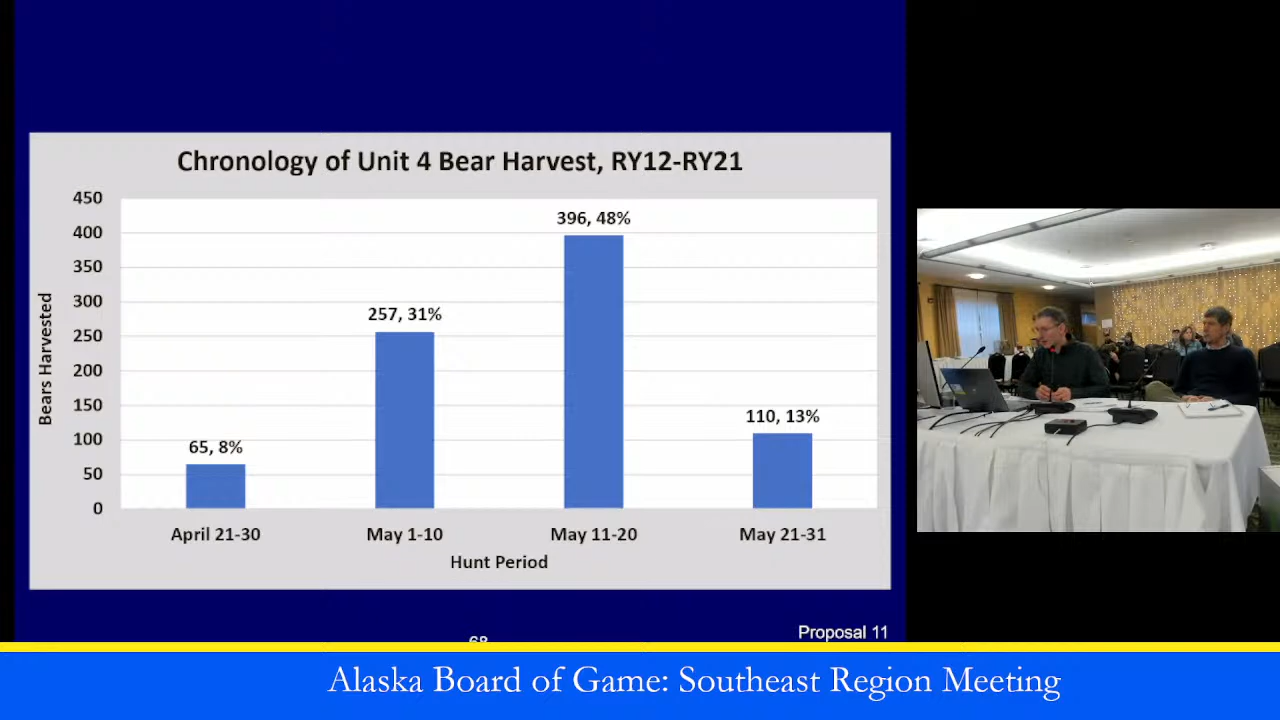 Chronology of Unit 4 Bear Harvest, RY12-RY21
Bears Harvested
450
400
350
300
250
200
150
100
50
0
65, 8%
257, 31%
396, 48%
110, 13%
April 21-30
May 1-10
May 11-20
May 21-31
Hunt Period
68
Proposal 11
Alaska Board of Game: Southeast Region Meeting